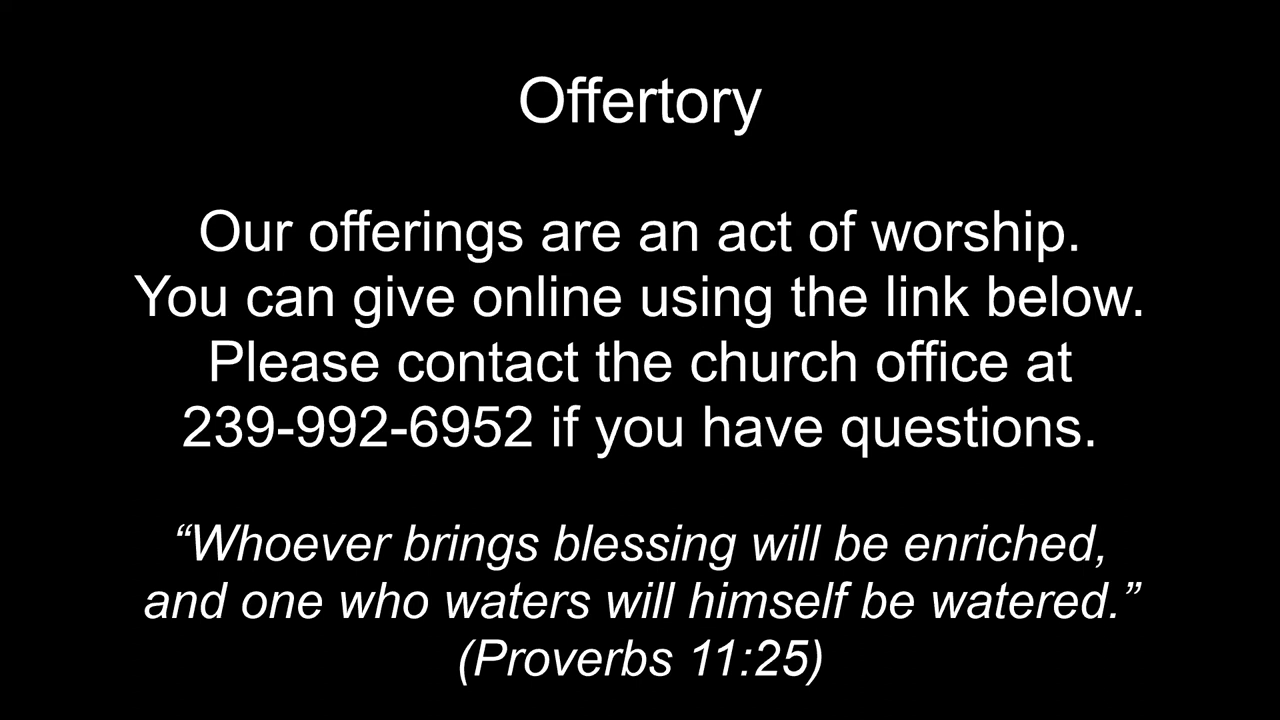 Offertory
Our offerings are an act of worship.
You can give online using the link below.
Please contact the church office at
239-992-6952 if you have questions.
“Whoever brings blessing will be enriched,
and one who waters will himself be watered.”
(Proverbs 11:25)